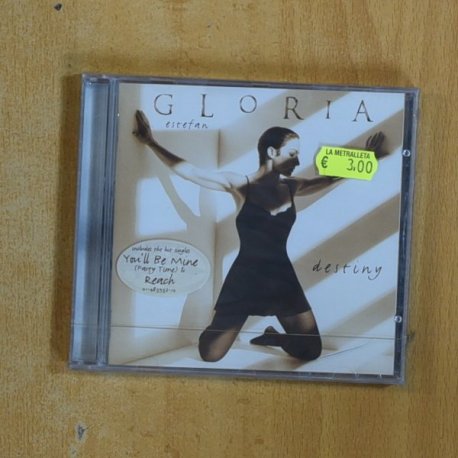 GLORIA
estefan
LA METRALLETA
€ 3,00
includes the hit singles
You'll Be Mine
(Party Time) &
Reach
destiny